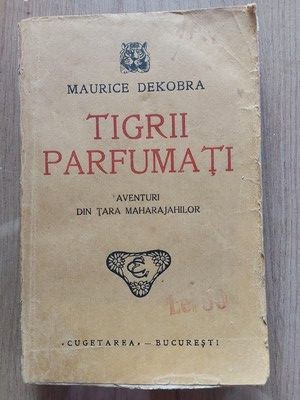 MAURICE DEKOBRA
TIGRII
PARFUMAȚI
AVENTURI
DIN ȚARA MAHARAJAHILOR
«CUGETAREA» — BUCUREȘTI